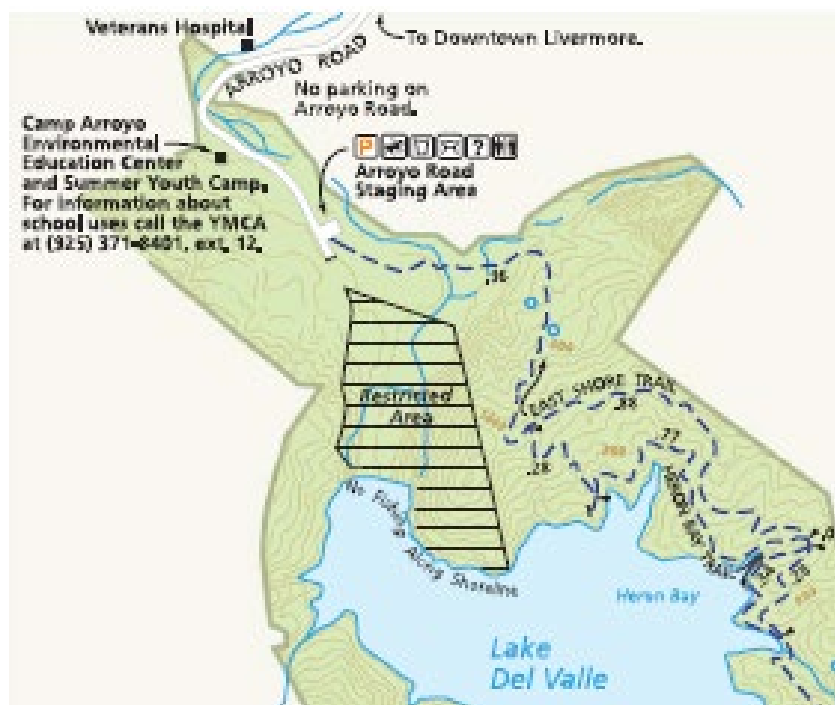 Veterans Hospital
To Downtown Livermore.
ARROYO ROAD
No parking on
Arroyo Road.
Camp Arroyo
Environmental
Education Center
and Summer Youth Camp.
For information about
school uses call the YMCA
at (925) 371-8401, ext. 12.
P
?
Arroyo Road
Staging Area
Restricted
Area
EAST SHORE TRAIL
.88
.77
.28
HERON BAY TRAIL
No Fishing Along Shoreline
Heron Bay
Lake
Del Valle